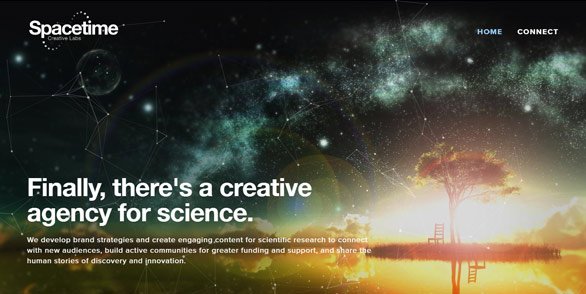 Spacetime
Creative Labs
HOME CONNECT
Finally, there's a creative
agency for science.
We develop brand strategies and create engaging content for scientific research to connect
with new audiences, build active communities for greater funding and support, and share the
human stories of discovery and innovation.